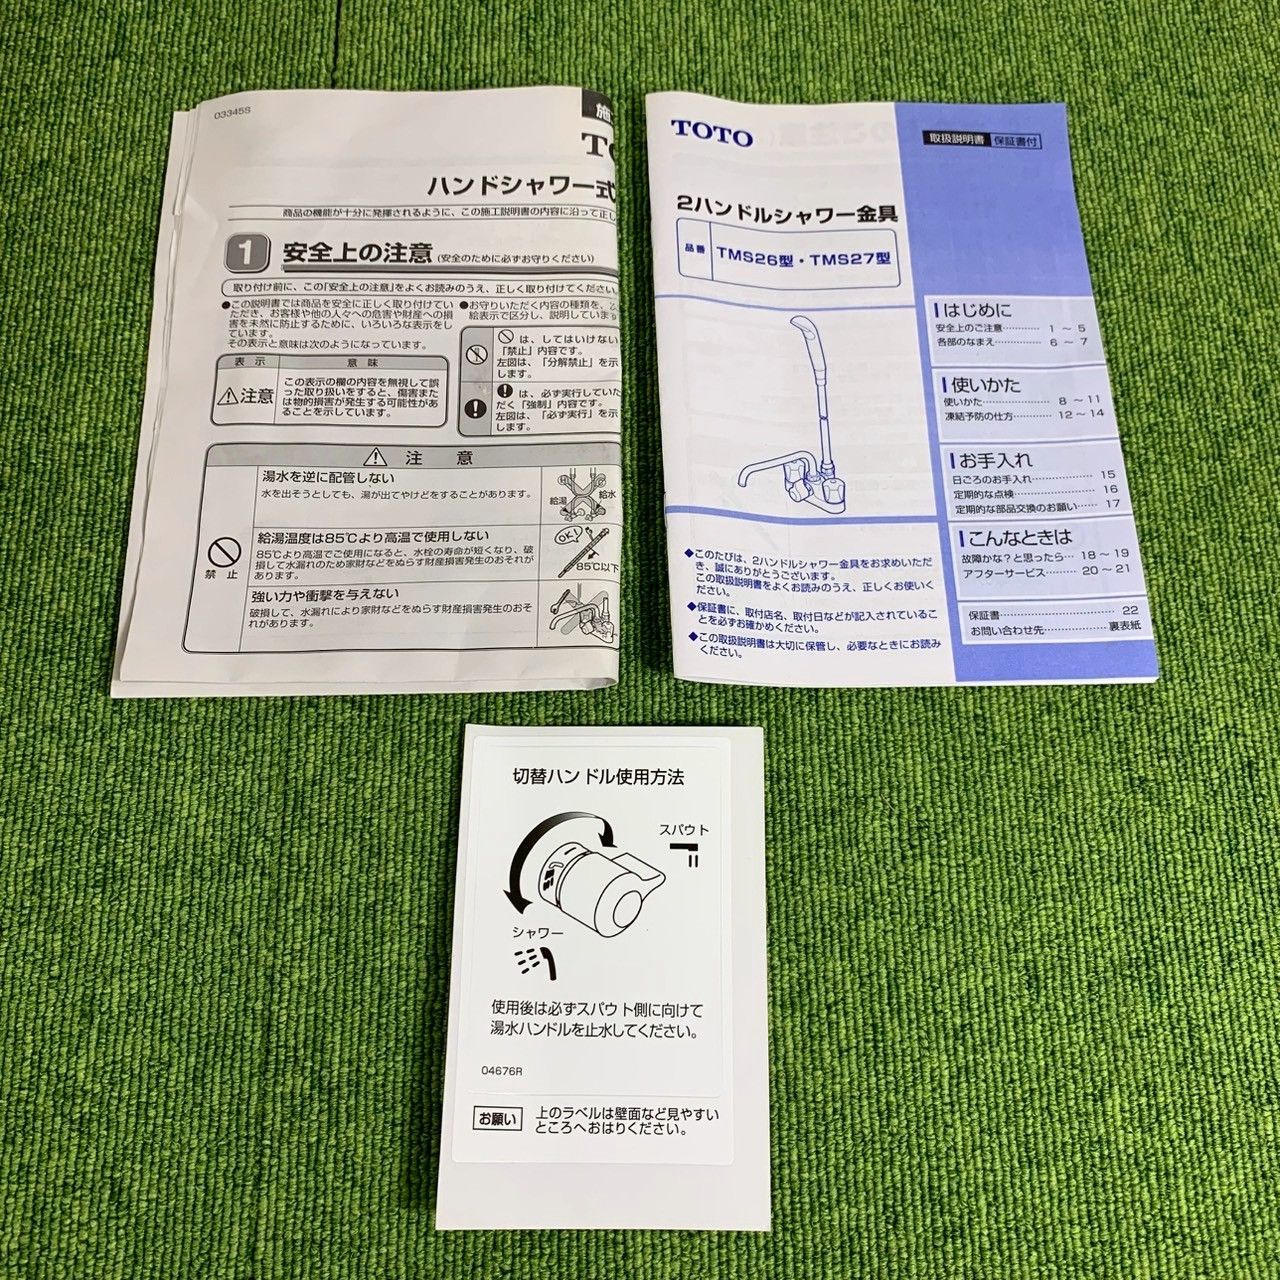 03345S
施
TO
ハンドシャワー式
商品の機能が十分に発揮されるように、この施工説明書の内容に沿って正し
1 安全上の注意(安全のために必ずお守りください)
取り付け前に、この「安全上の注意」をよくお読みのうえ、正しく取り付けてください
●この説明書では商品を安全に正しく取り付けてい
ただき、お客様や他の人々への危害や財産への損
害を未然に防止するために、いろいろな表示をし
ています。
その表示と意味は次のようになっています。
表示 意味
注意
この表示の欄の内容を無視して誤
った取り扱いをすると、傷害また
は物的損害が発生する可能性があ
ることを示しています。
●お守りいただく内容の種類を、
絵表示で区分し、説明しています
は、してはいけない
「禁止」内容です。
左図は、「分解禁止」を示
します。
は、必ず実行していた
だく「強制」内容です。
左図は、「必ず実行」を示
します。
注意
禁止
湯水を逆に配管しない
水を出そうとしても、湯が出てやけどをすることがあります。
給湯 給水
給湯温度は85℃より高温で使用しない
85℃より高温でご使用になると、水栓の寿命が短くなり、破
損して水漏れのため家財などをぬらす財産損害発生のおそれが
あります。
OK!
85℃以下
強い力や衝撃を与えない
破損して、水漏れにより家財などをぬらす財産損害発生のおそ
れがあります。
TOTO
取扱説明書 保証書付
2ハンドルシャワー金具
品番 TMS26型・TMS27型
はじめに
安全上のご注意………… 1 ～ 5
各部のなまえ…………… 6 ～ 7
使いかた
使いかた………………… 8 ～ 11
凍結予防の仕方………… 12 ～ 14
お手入れ
日ごろのお手入れ………… 15
定期的な点検……………… 16
定期的な部品交換のお願い…… 17
こんなときは
故障かな?と思ったら… 18 ～ 19
アフターサービス……… 20 ～ 21
保証書……………………… 22
お問い合わせ先…………… 裏表紙
◆このたびは、2ハンドルシャワー金具をお求めいただ
き、誠にありがとうございます。
この取扱説明書をよくお読みのうえ、正しくお使いく
ださい。
◆保証書に、取付店名、取付日などが記入されているこ
とを必ずお確かめください。
◆この取扱説明書は大切に保管し、必要なときにお読み
ください。
切替ハンドル使用方法
スパウト
シャワー
使用後は必ずスパウト側に向けて
湯水ハンドルを止水してください。
04676R
お願い
上のラベルは壁面など見やすい
ところへおはりください。